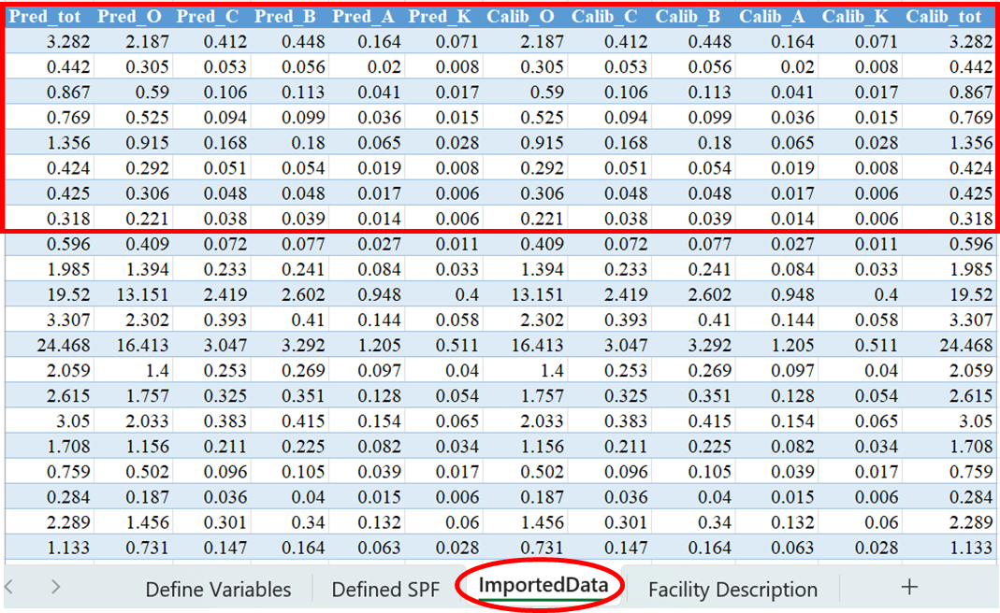 Pred_tot Pred_O Pred_C Pred_B Pred_A Pred_K Calib_O Calib_C Calib_B Calib_A Calib_K Calib_tot
3.282 2.187 0.412 0.448 0.164 0.071 2.187 0.412 0.448 0.164 0.071 3.282
0.442 0.305 0.053 0.056 0.02 0.008 0.305 0.053 0.056 0.02 0.008 0.442
0.867 0.59 0.106 0.113 0.041 0.017 0.59 0.106 0.113 0.041 0.017 0.867
0.769 0.525 0.094 0.099 0.036 0.015 0.525 0.094 0.099 0.036 0.015 0.769
1.356 0.915 0.168 0.18 0.065 0.028 0.915 0.168 0.18 0.065 0.028 1.356
0.424 0.292 0.051 0.054 0.019 0.008 0.292 0.051 0.054 0.019 0.008 0.424
0.425 0.306 0.048 0.048 0.017 0.006 0.306 0.048 0.048 0.017 0.006 0.425
0.318 0.221 0.038 0.039 0.014 0.006 0.221 0.038 0.039 0.014 0.006 0.318
0.596 0.409 0.072 0.077 0.027 0.011 0.409 0.072 0.077 0.027 0.011 0.596
1.985 1.394 0.233 0.241 0.084 0.033 1.394 0.233 0.241 0.084 0.033 1.985
19.52 13.151 2.419 2.602 0.948 0.4 13.151 2.419 2.602 0.948 0.4 19.52
3.307 2.302 0.393 0.41 0.144 0.058 2.302 0.393 0.41 0.144 0.058 3.307
24.468 16.413 3.047 3.292 1.205 0.511 16.413 3.047 3.292 1.205 0.511 24.468
2.059 1.4 0.253 0.269 0.097 0.04 1.4 0.253 0.269 0.097 0.04 2.059
2.615 1.757 0.325 0.351 0.128 0.054 1.757 0.325 0.351 0.128 0.054 2.615
3.05 2.033 0.383 0.415 0.154 0.065 2.033 0.383 0.415 0.154 0.065 3.05
1.708 1.156 0.211 0.225 0.082 0.034 1.156 0.211 0.225 0.082 0.034 1.708
0.759 0.502 0.096 0.105 0.039 0.017 0.502 0.096 0.105 0.039 0.017 0.759
0.284 0.187 0.036 0.04 0.015 0.006 0.187 0.036 0.04 0.015 0.006 0.284
2.289 1.456 0.301 0.34 0.132 0.06 1.456 0.301 0.34 0.132 0.06 2.289
1.133 0.731 0.147 0.164 0.063 0.028 0.731 0.147 0.164 0.063 0.028 1.133
Define Variables Defined SPF ImportedData Facility Description +